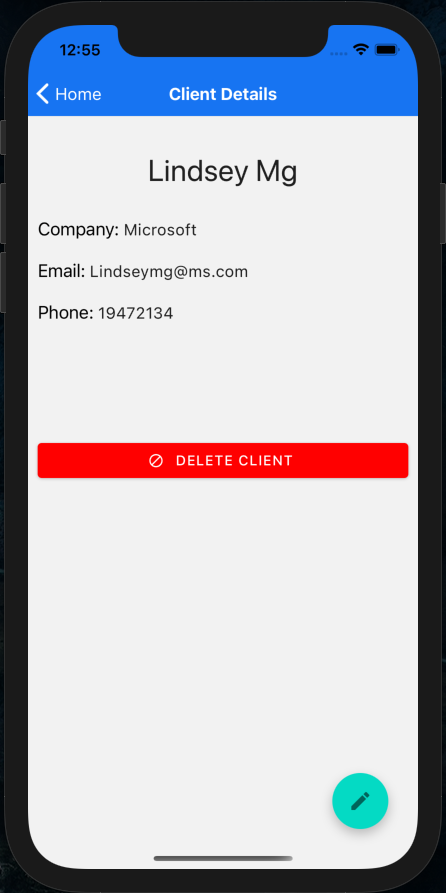 12:55
Home
Client Details
Lindsey Mg
Company: Microsoft
Email: Lindseymg@ms.com
Phone: 19472134
DELETE CLIENT